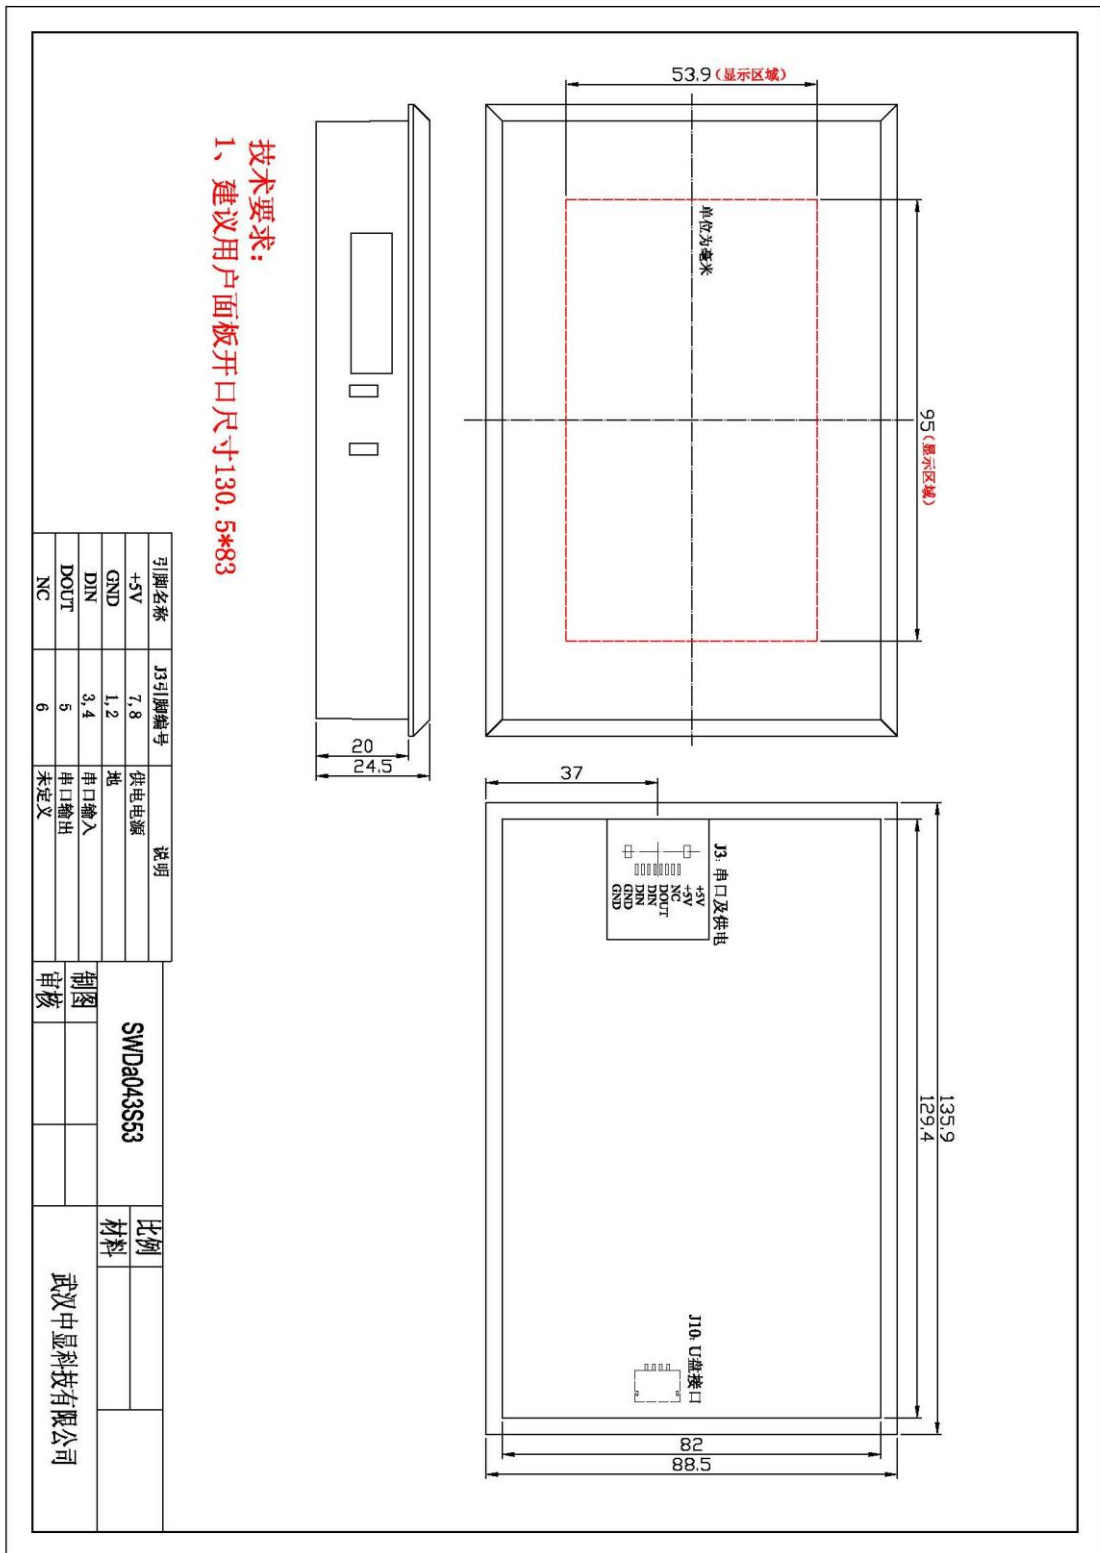 53.9(显示区域)
95(显示区域)
单位为毫米
20
24.5
技术要求:
1、建议用户面板开口尺寸130.5*83
135.9
129.4
82
88.5
37
J3: 串口及供电
+5V
+5V
NC
DOUT
DIN
DIN
GND
GND
J10: U盘接口
引脚名称 J3引脚编号 说明
+5V 7,8 供电电源
GND 1,2 地
DIN 3,4 串口输入
DOUT 5 串口输出
NC 6 未定义
SWDa043S53
制图
审核
比例
材料
武汉中显科技有限公司